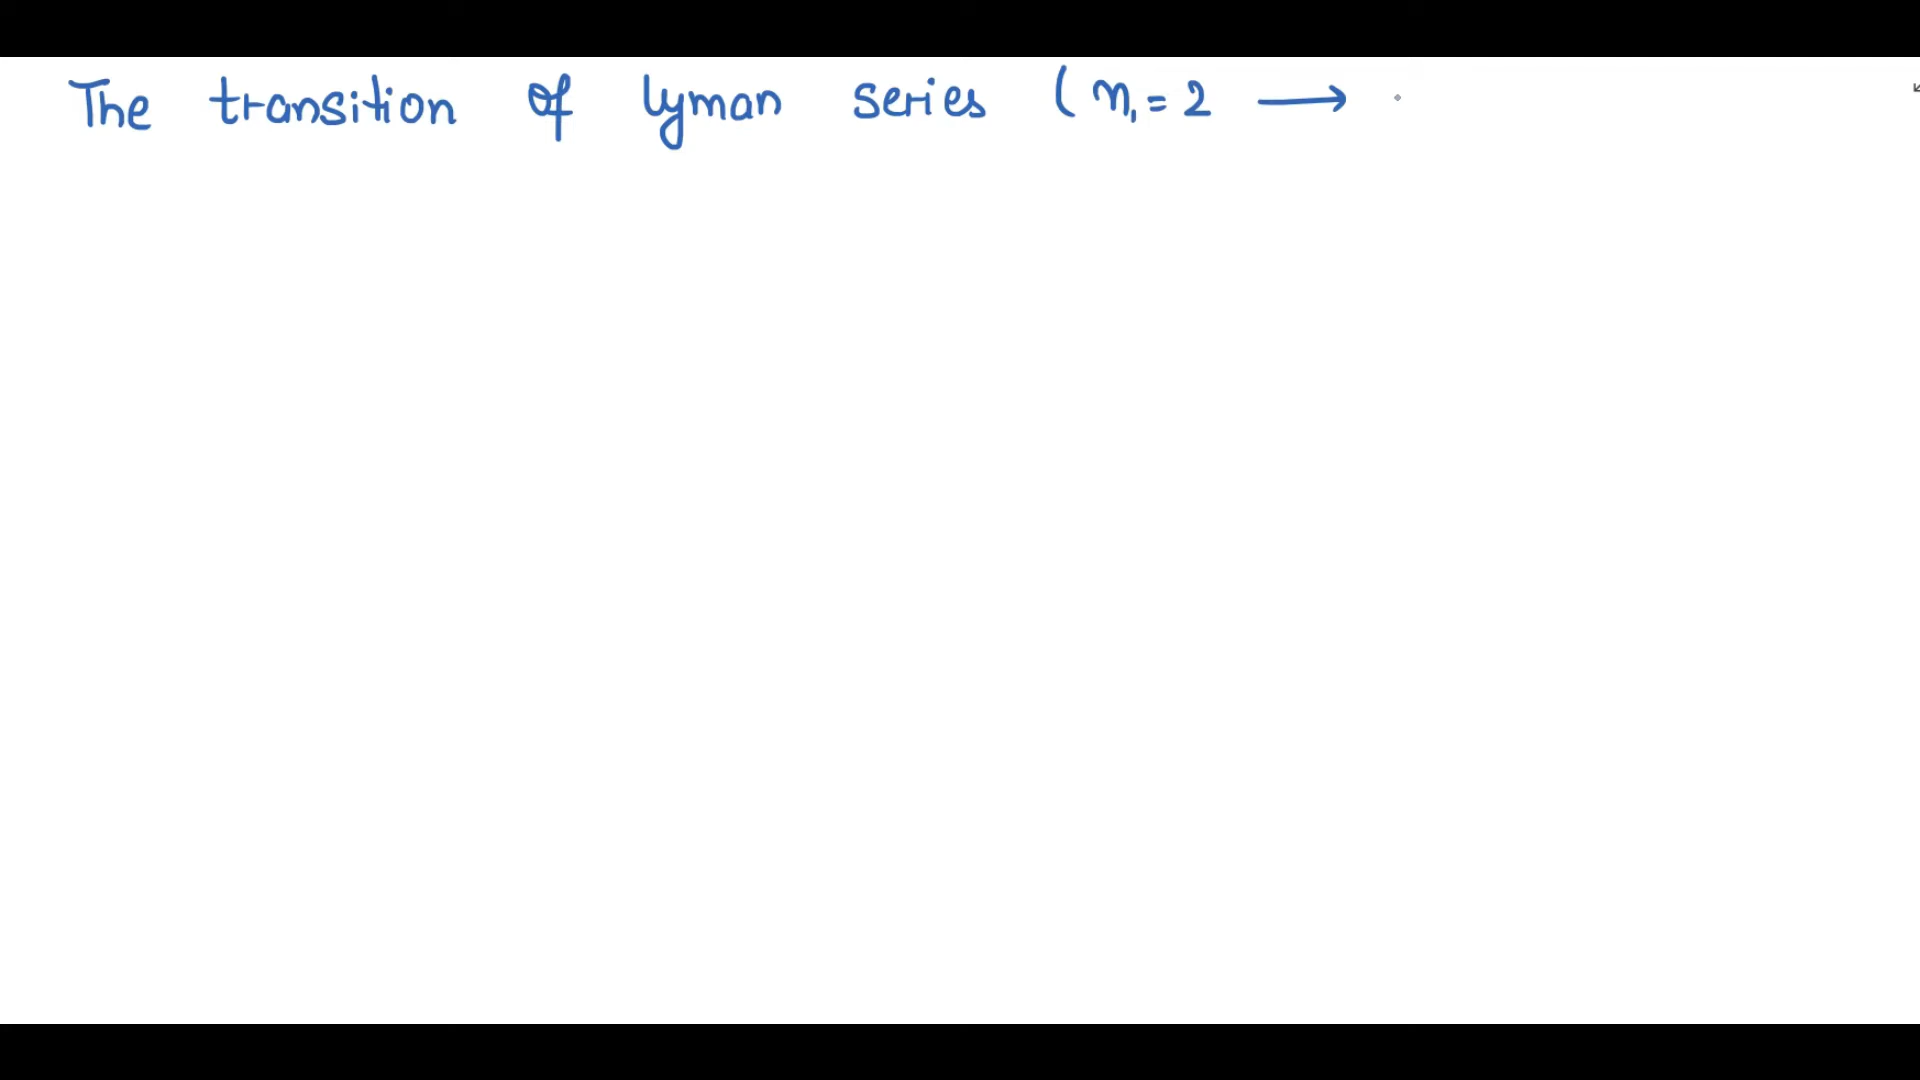 The transition of lyman series ( n₁ = 2 ⟶